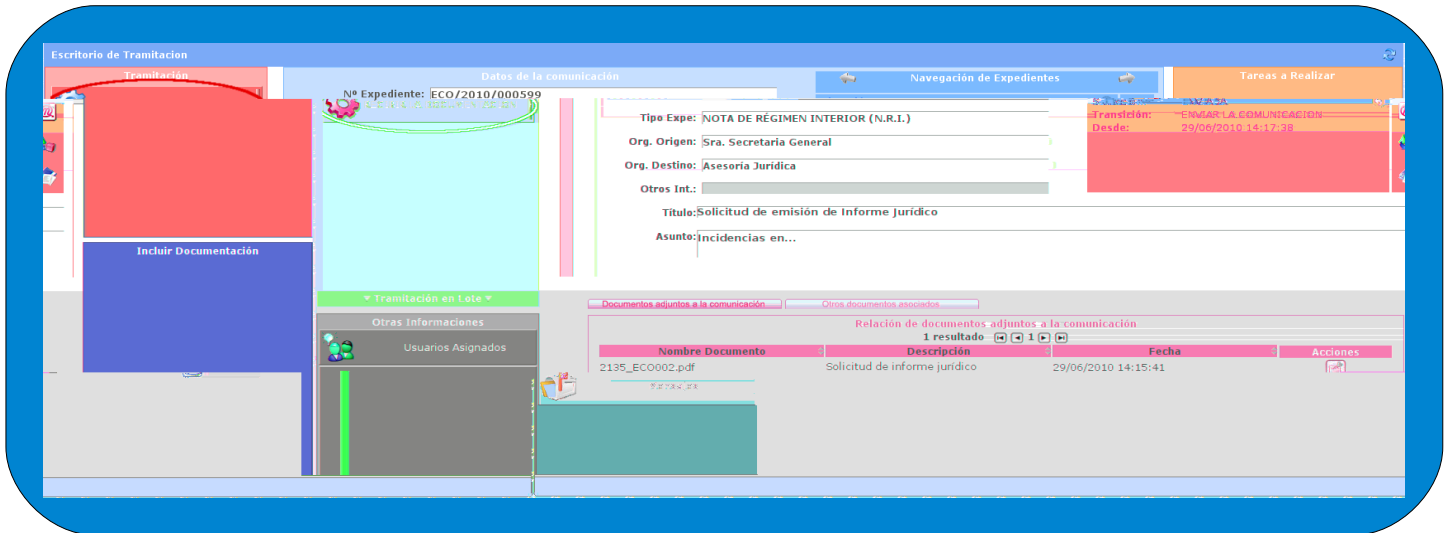 Escritorio de Tramitacion
Tramitación
Datos de la comunicación
Navegación de Expedientes
Tareas a Realizar
Nº Expediente: ECO/2010/000599
Tipo Expe: NOTA DE RÉGIMEN INTERIOR (N.R.I.)
Transición: ENVIAR LA COMUNICACION
Desde: 29/06/2010 14:17:38
Org. Origen: Sra. Secretaria General
Org. Destino: Asesoría Jurídica
Otros Int.:
Título: Solicitud de emisión de Informe Jurídico
Asunto: Incidencias en...
Incluir Documentación
Tramitación en Lote
Documentos adjuntos a la comunicación
Otros documentos asociados
Otras Informaciones
Relación de documentos adjuntos a la comunicación
1 resultado 1
Usuarios Asignados
Nombre Documento Descripción Fecha Acciones
2135_ECO002.pdf Solicitud de informe jurídico 29/06/2010 14:15:41